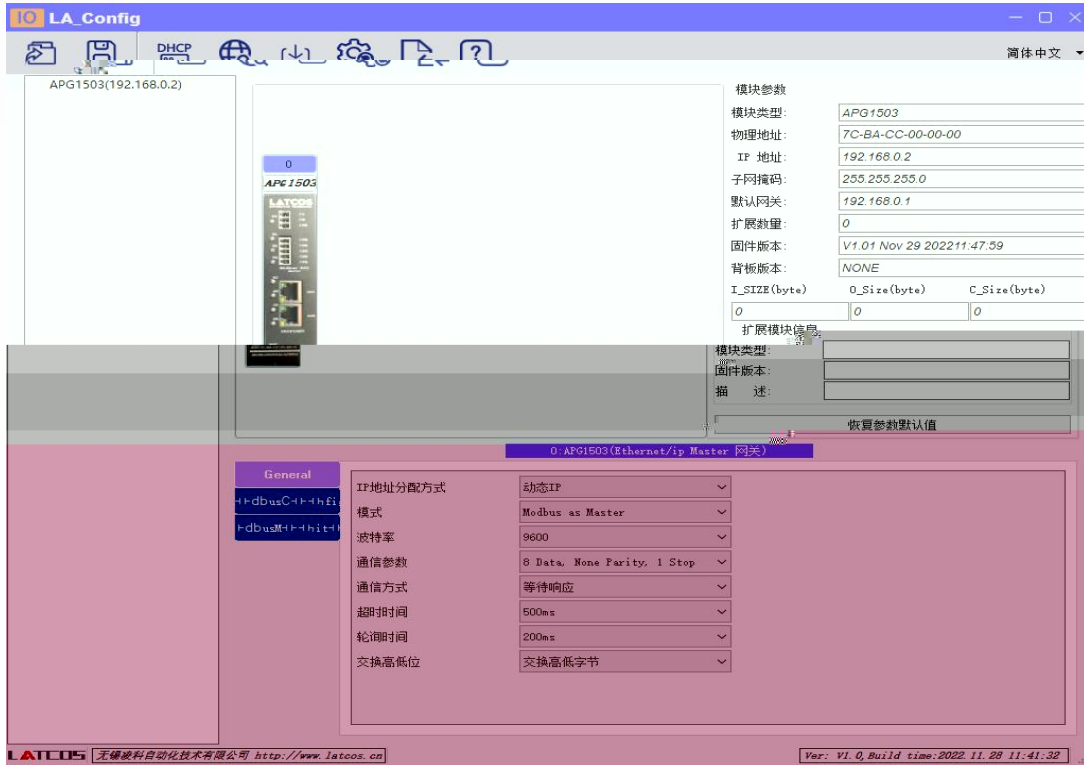 IO LA_Config
DHCP
简体中文
APG1503(192.168.0.2)
0
APG1503
LATCOS
模块参数
模块类型: APG1503
物理地址: 7C-BA-CC-00-00-00
IP 地址: 192.168.0.2
子网掩码: 255.255.255.0
默认网关: 192.168.0.1
扩展数量: 0
固件版本: V1.01 Nov 29 202211:47:59
背板版本: NONE
I_SIZE(byte) O_Size(byte) C_Size(byte)
0 0 0
扩展模块信息
模块类型:
固件版本:
描 述:
恢复参数默认值
0:APG1503(Ethernet/ip Master 网关)
General
IP地址分配方式 动态IP
模式 Modbus as Master
波特率 9600
通信参数 8 Data, None Parity, 1 Stop
通信方式 等待响应
超时时间 500ms
轮询时间 200ms
交换高低位 交换高低字节
LATCOS 无锡凌科自动化技术有限公司 http://www.latcos.cn
Ver: V1.0,Build time:2022.11.28 11:41:32